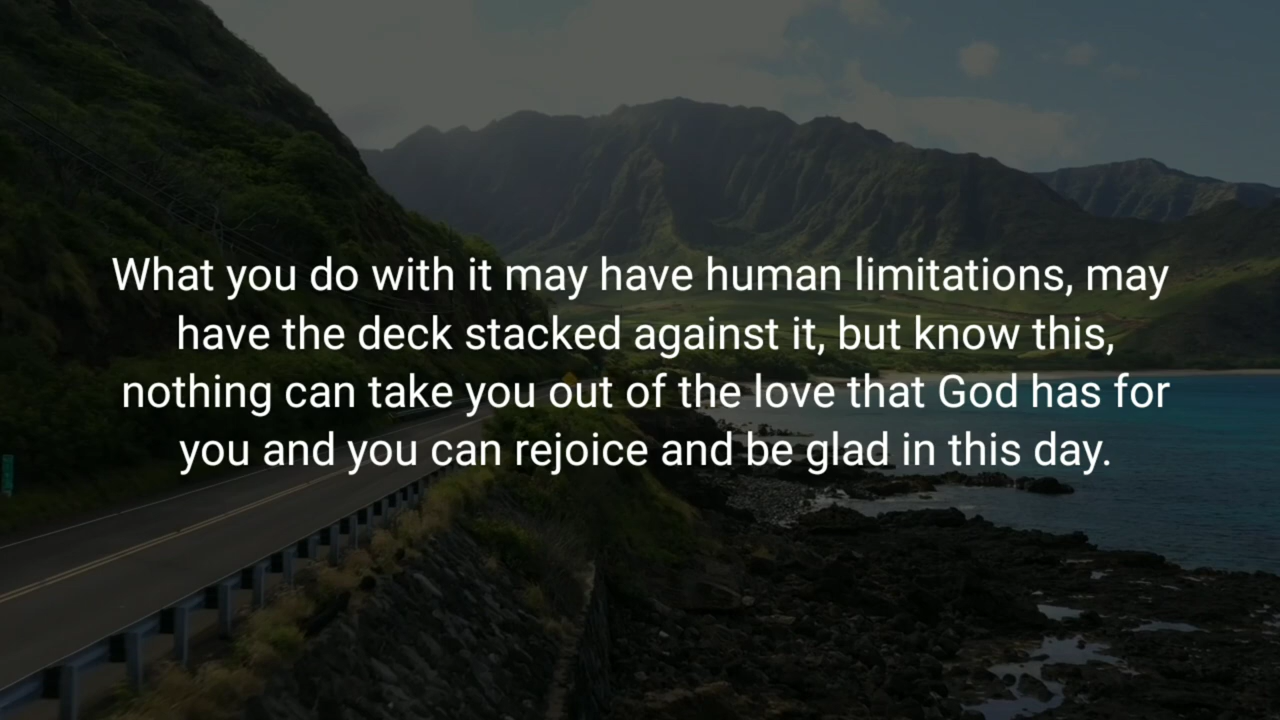 What you do with it may have human limitations, may
have the deck stacked against it, but know this,
nothing can take you out of the love that God has for
you and you can rejoice and be glad in this day.